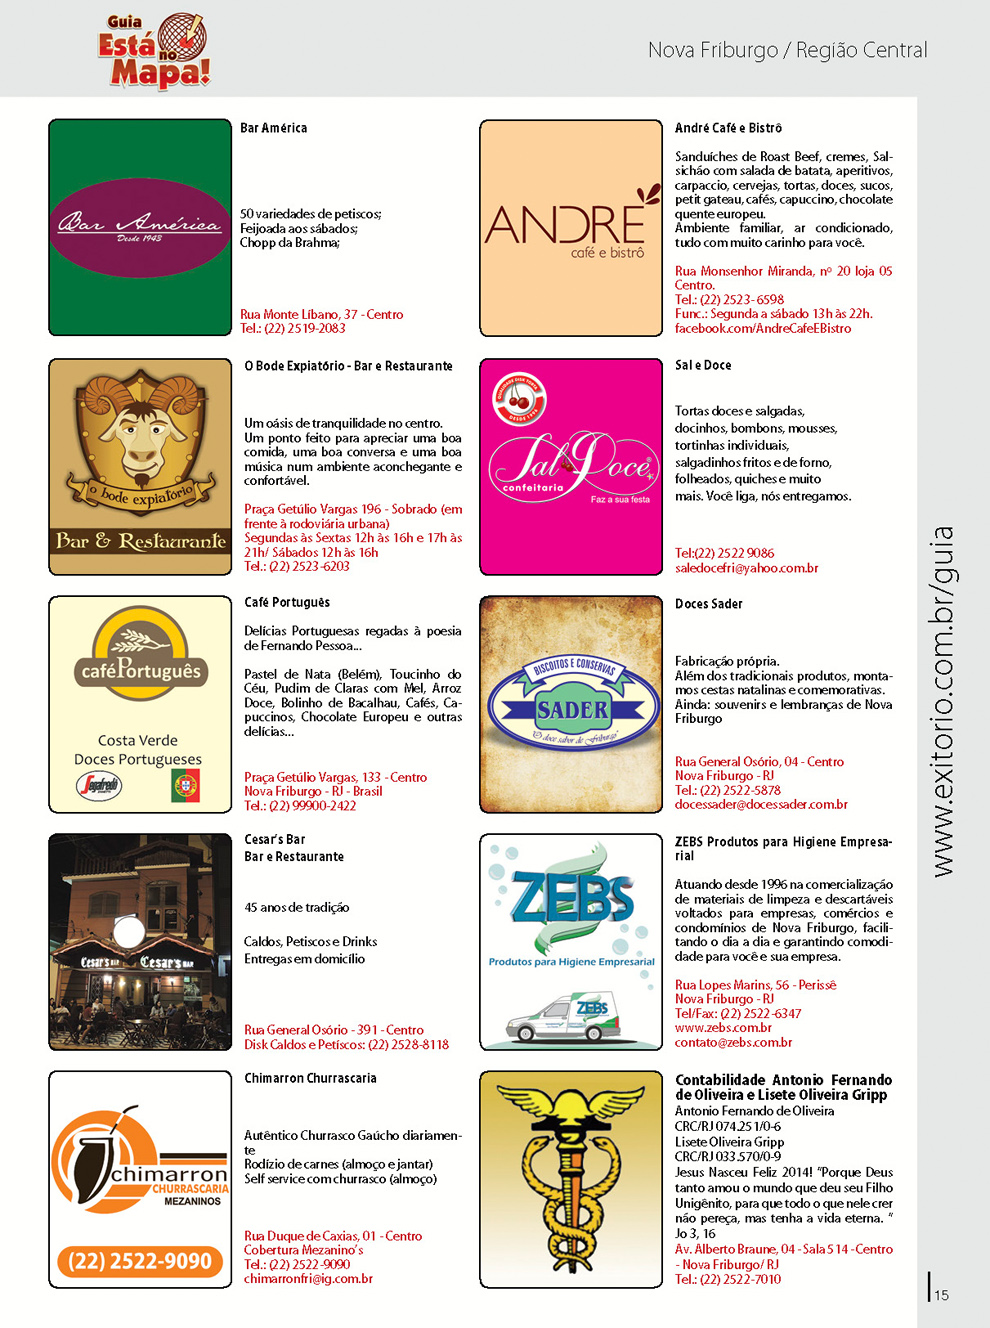 Guia
Está
no
Mapa!
Nova Friburgo / Região Central
Bar América
Desde 1943
Bar América
50 variedades de petiscos;
Feijoada aos sábados;
Chopp da Brahma;
Rua Monte Líbano, 37 - Centro
Tel.: (22) 2519-2083
ANDRÉ
café e bistrô
André Café e Bistrô
Sanduíches de Roast Beef, cremes, Sal-
sichão com salada de batata, aperitivos,
carpaccio, cervejas, tortas, doces, sucos,
petit gateau, cafés, capuccino, chocolate
quente europeu.
Ambiente familiar, ar condicionado,
tudo com muito carinho para você.
Rua Monsenhor Miranda, nº 20 loja 05
Centro.
Tel.: (22) 2523- 6598
Func.: Segunda a sábado 13h às 22h.
facebook.com/AndreCafeEBistro
o bode expiatório
Bar & Restaurante
O Bode Expiatório - Bar e Restaurante
Um oásis de tranquilidade no centro.
Um ponto feito para apreciar uma boa
comida, uma boa conversa e uma boa
música num ambiente aconchegante e
confortável.
Praça Getúlio Vargas 196 - Sobrado (em
frente à rodoviária urbana)
Segundas às Sextas 12h às 16h e 17h às
21h/ Sábados 12h às 16h
Tel.: (22) 2523-6203
DESDE 1986
Sal e Doce
confeitaria
Faz a sua festa
Sal e Doce
Tortas doces e salgadas,
docinhos, bombons, mousses,
tortinhas individuais,
salgadinhos fritos e de forno,
folheados, quiches e muito
mais. Você liga, nós entregamos.
Tel:(22) 2522 9086
saledocefri@yahoo.com.br
caféPortuguês
Costa Verde
Doces Portugueses
Segafredo
Café Português
Delícias Portuguesas regadas à poesia
de Fernando Pessoa...
Pastel de Nata (Belém), Toucinho do
Céu, Pudim de Claras com Mel, Arroz
Doce, Bolinho de Bacalhau, Cafés, Ca-
puccinos, Chocolate Europeu e outras
delícias...
Praça Getúlio Vargas, 133 - Centro
Nova Friburgo - RJ - Brasil
Tel.: (22) 99900-2422
BISCOITOS E CONSERVAS
SADER
"O doce sabor de Friburgo"
Doces Sader
Fabricação própria.
Além dos tradicionais produtos, monta-
mos cestas natalinas e comemorativas.
Ainda: souvenirs e lembranças de Nova
Friburgo
Rua General Osório, 04 - Centro
Nova Friburgo - RJ
Tel.: (22) 2522-5878
docessader@docessader.com.br
Cesar's BAR
Cesar's BAR
Cesar's Bar
Bar e Restaurante
45 anos de tradição
Caldos, Petiscos e Drinks
Entregas em domicílio
Rua General Osório - 391 - Centro
Disk Caldos e Petíscos: (22) 2528-8118
ZEBS
Produtos para Higiene Empresarial
ZEBS
ZEBS Produtos para Higiene Empresa-
rial
Atuando desde 1996 na comercialização
de materiais de limpeza e descartáveis
voltados para empresas, comércios e
condomínios de Nova Friburgo, facili-
tando o dia a dia e garantindo comodi-
dade para você e sua empresa.
Rua Lopes Marins, 56 - Perissê
Nova Friburgo - RJ
Tel/Fax: (22) 2522-6347
www.zebs.com.br
contato@zebs.com.br
chimarron
CHURRASCARIA
MEZANINOS
(22) 2522-9090
Chimarron Churrascaria
Autêntico Churrasco Gaúcho diariamen-
te
Rodízio de carnes (almoço e jantar)
Self service com churrasco (almoço)
Rua Duque de Caxias, 01 - Centro
Cobertura Mezanino's
Tel.: (22) 2522 -9090
chimarronfri@ig.com.br
Contabilidade Antonio Fernando
de Oliveira e Lisete Oliveira Gripp
Antonio Fernando de Oliveira
CRC/RJ 074.251/0-6
Lisete Oliveira Gripp
CRC/RJ 033.570/0-9
Jesus Nasceu Feliz 2014! "Porque Deus
tanto amou o mundo que deu seu Filho
Unigênito, para que todo o que nele crer
não pereça, mas tenha a vida eterna. "
Jo 3, 16
Av. Alberto Braune, 04 - Sala 514 -Centro
- Nova Friburgo/ RJ
Tel.: (22) 2522-7010
www.exitorio.com.br/guia
15